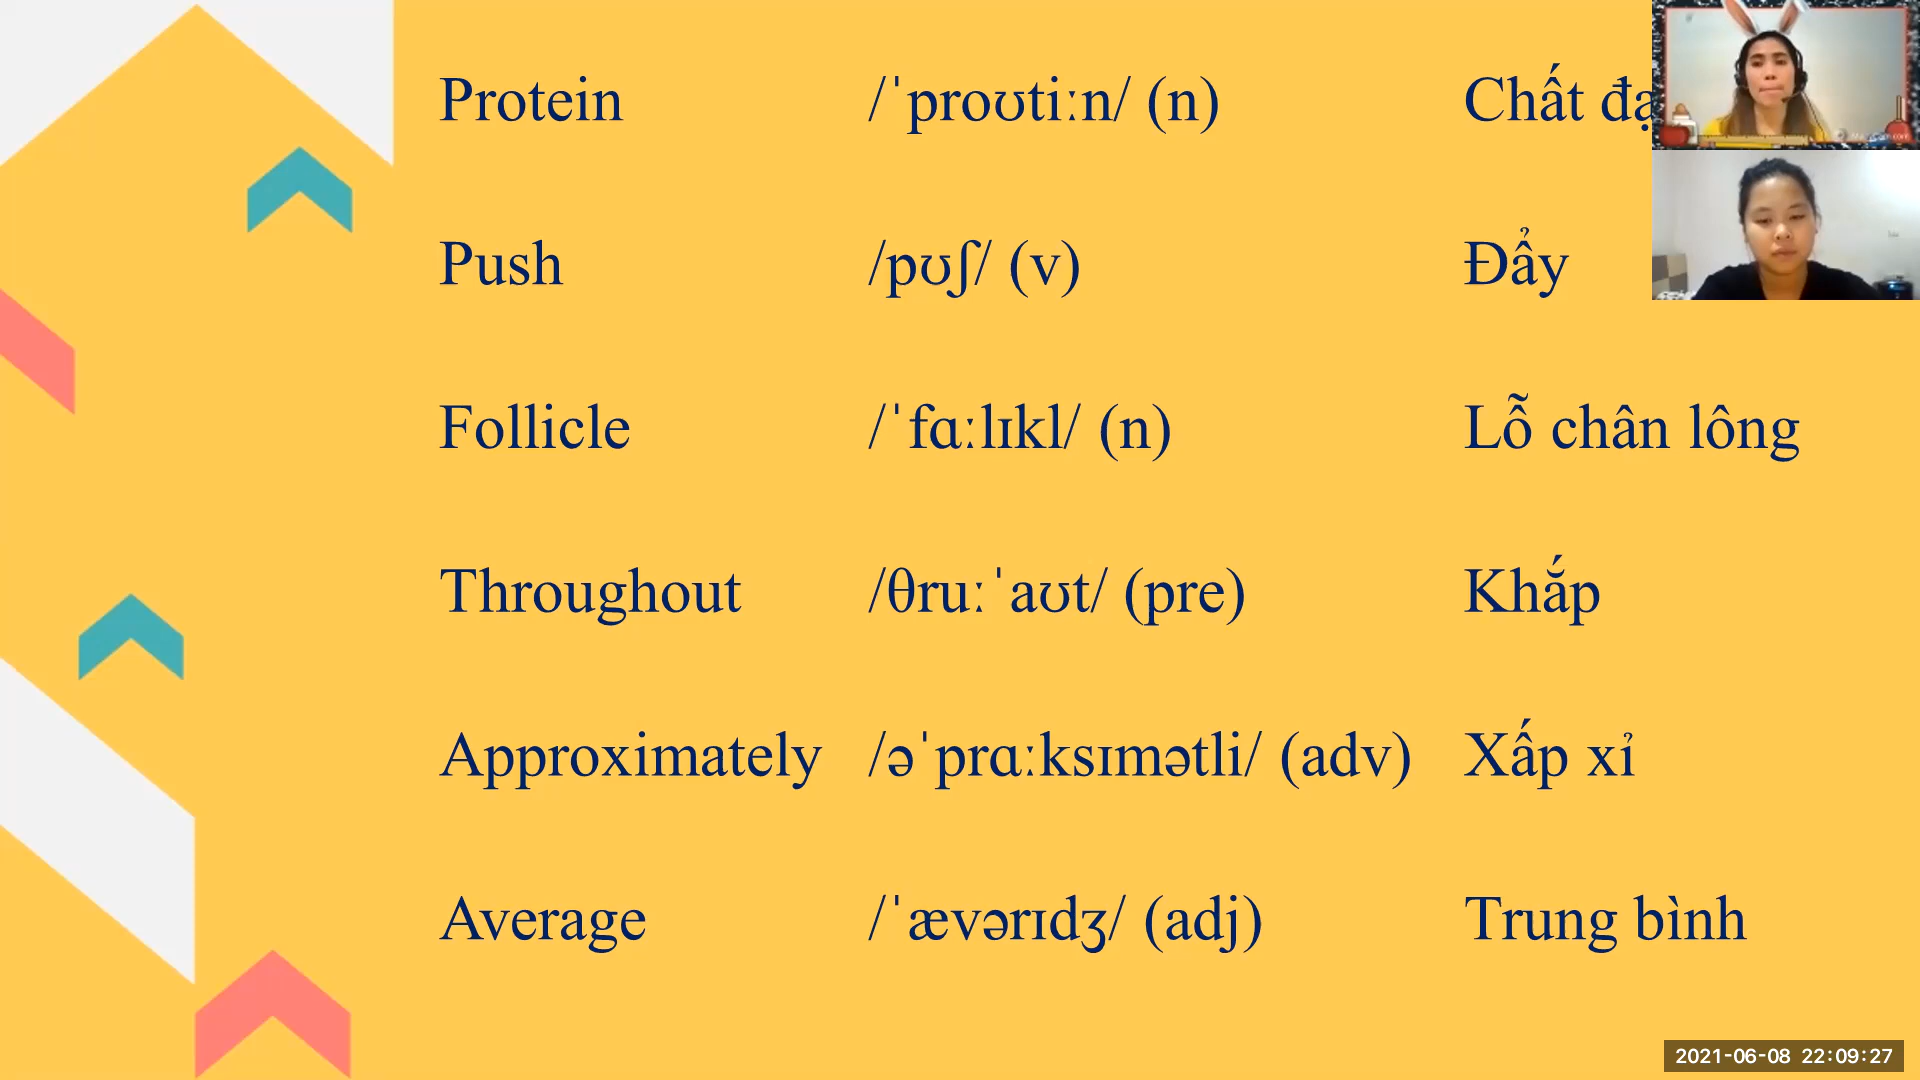 Protein /ˈproʊtiːn/ (n) Chất
Push /pʊʃ/ (v) Đẩy
Follicle /ˈfɑːlɪkl/ (n) Lỗ chân lông
Throughout /θruːˈaʊt/ (pre) Khắp
Approximately /əˈprɑːksɪmətli/ (adv) Xấp xỉ
Average /ˈævərɪdʒ/ (adj) Trung bình
2021-06-08 22:09:27